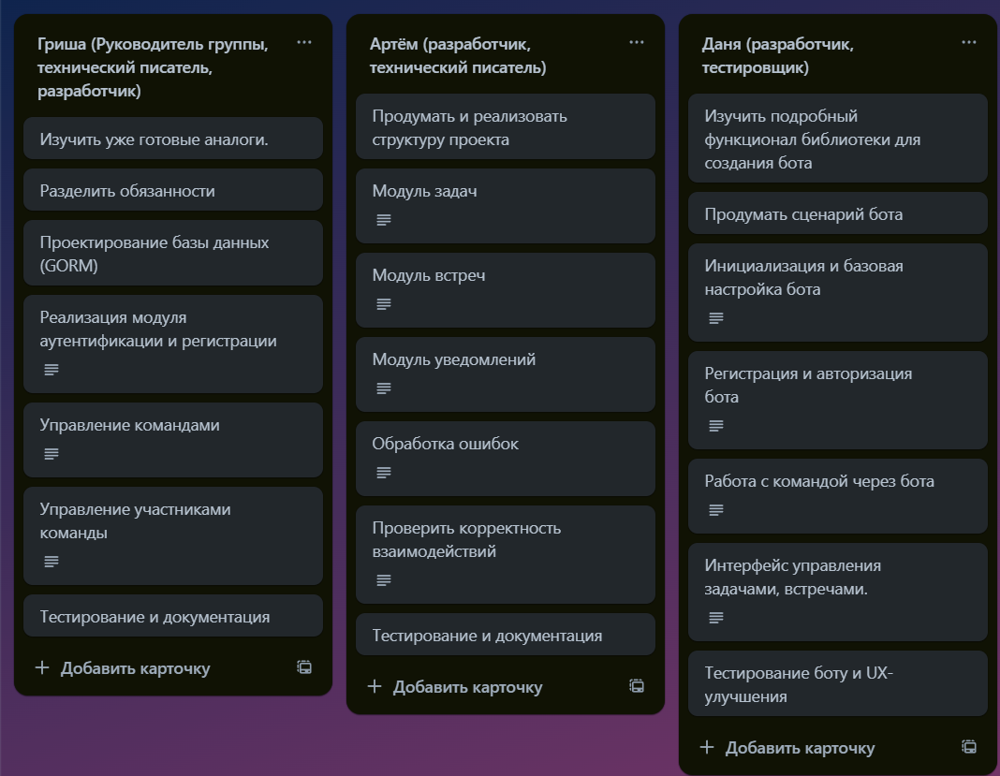 Гриша (Руководитель группы,
технический писатель,
разработчик)
Изучить уже готовые аналоги.
Разделить обязанности
Проектирование базы данных
(GORM)
Реализация модуля
аутентификации и регистрации
Управление командами
Управление участниками
команды
Тестирование и документация
+ Добавить карточку
Артём (разработчик,
технический писатель)
Продумать и реализовать
структуру проекта
Модуль задач
Модуль встреч
Модуль уведомлений
Обработка ошибок
Проверить корректность
взаимодействий
Тестирование и документация
+ Добавить карточку
Даня (разработчик,
тестировщик)
Изучить подробный
функционал библиотеки для
создания бота
Продумать сценарий бота
Инициализация и базовая
настройка бота
Регистрация и авторизация
бота
Работа с командой через бота
Интерфейс управления
задачами, встречами.
Тестирование боту и UX-
улучшения
+ Добавить карточку